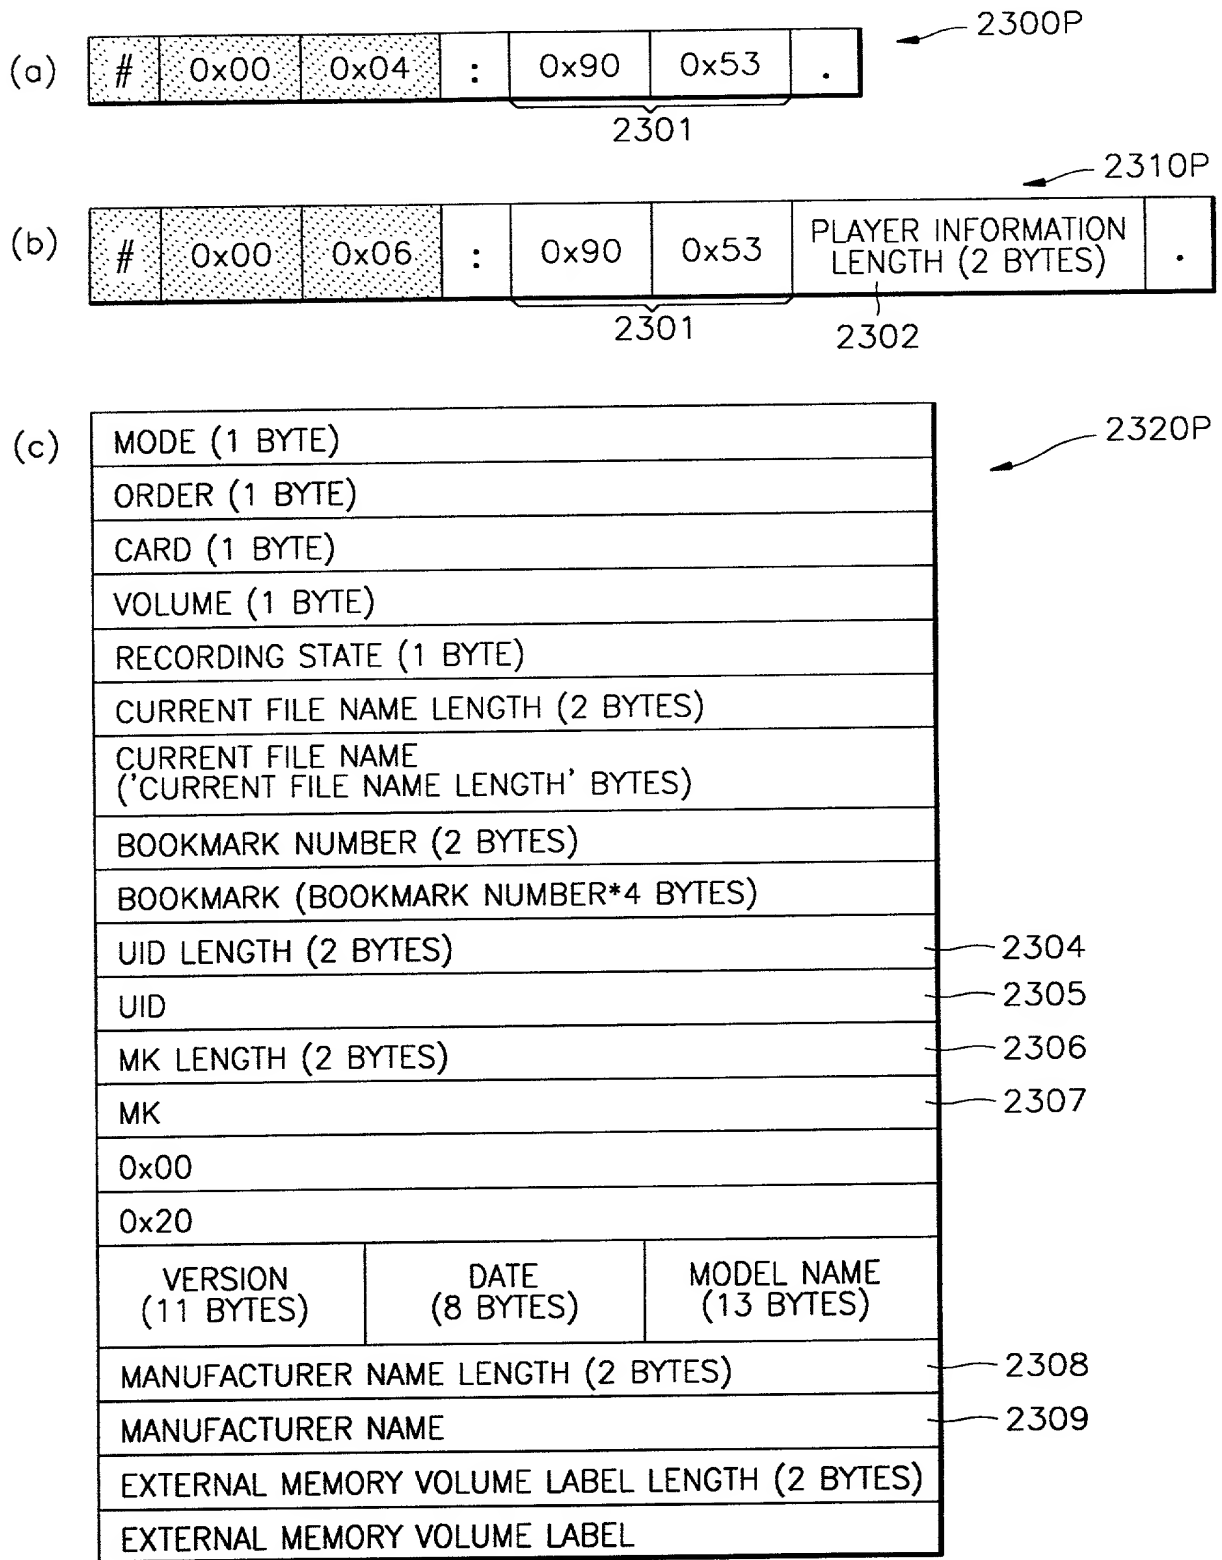 2300P
(a) # 0x00 0x04 : 0x90 0x53 .
2301
2310P
(b) # 0x00 0x06 : 0x90 0x53 PLAYER INFORMATION LENGTH (2 BYTES) .
2301
2302
(c)
2320P
MODE (1 BYTE)
ORDER (1 BYTE)
CARD (1 BYTE)
VOLUME (1 BYTE)
RECORDING STATE (1 BYTE)
CURRENT FILE NAME LENGTH (2 BYTES)
CURRENT FILE NAME
('CURRENT FILE NAME LENGTH' BYTES)
BOOKMARK NUMBER (2 BYTES)
BOOKMARK (BOOKMARK NUMBER*4 BYTES)
UID LENGTH (2 BYTES) 2304
UID 2305
MK LENGTH (2 BYTES) 2306
MK 2307
0x00
0x20
VERSION (11 BYTES) DATE (8 BYTES) MODEL NAME (13 BYTES)
MANUFACTURER NAME LENGTH (2 BYTES) 2308
MANUFACTURER NAME 2309
EXTERNAL MEMORY VOLUME LABEL LENGTH (2 BYTES)
EXTERNAL MEMORY VOLUME LABEL